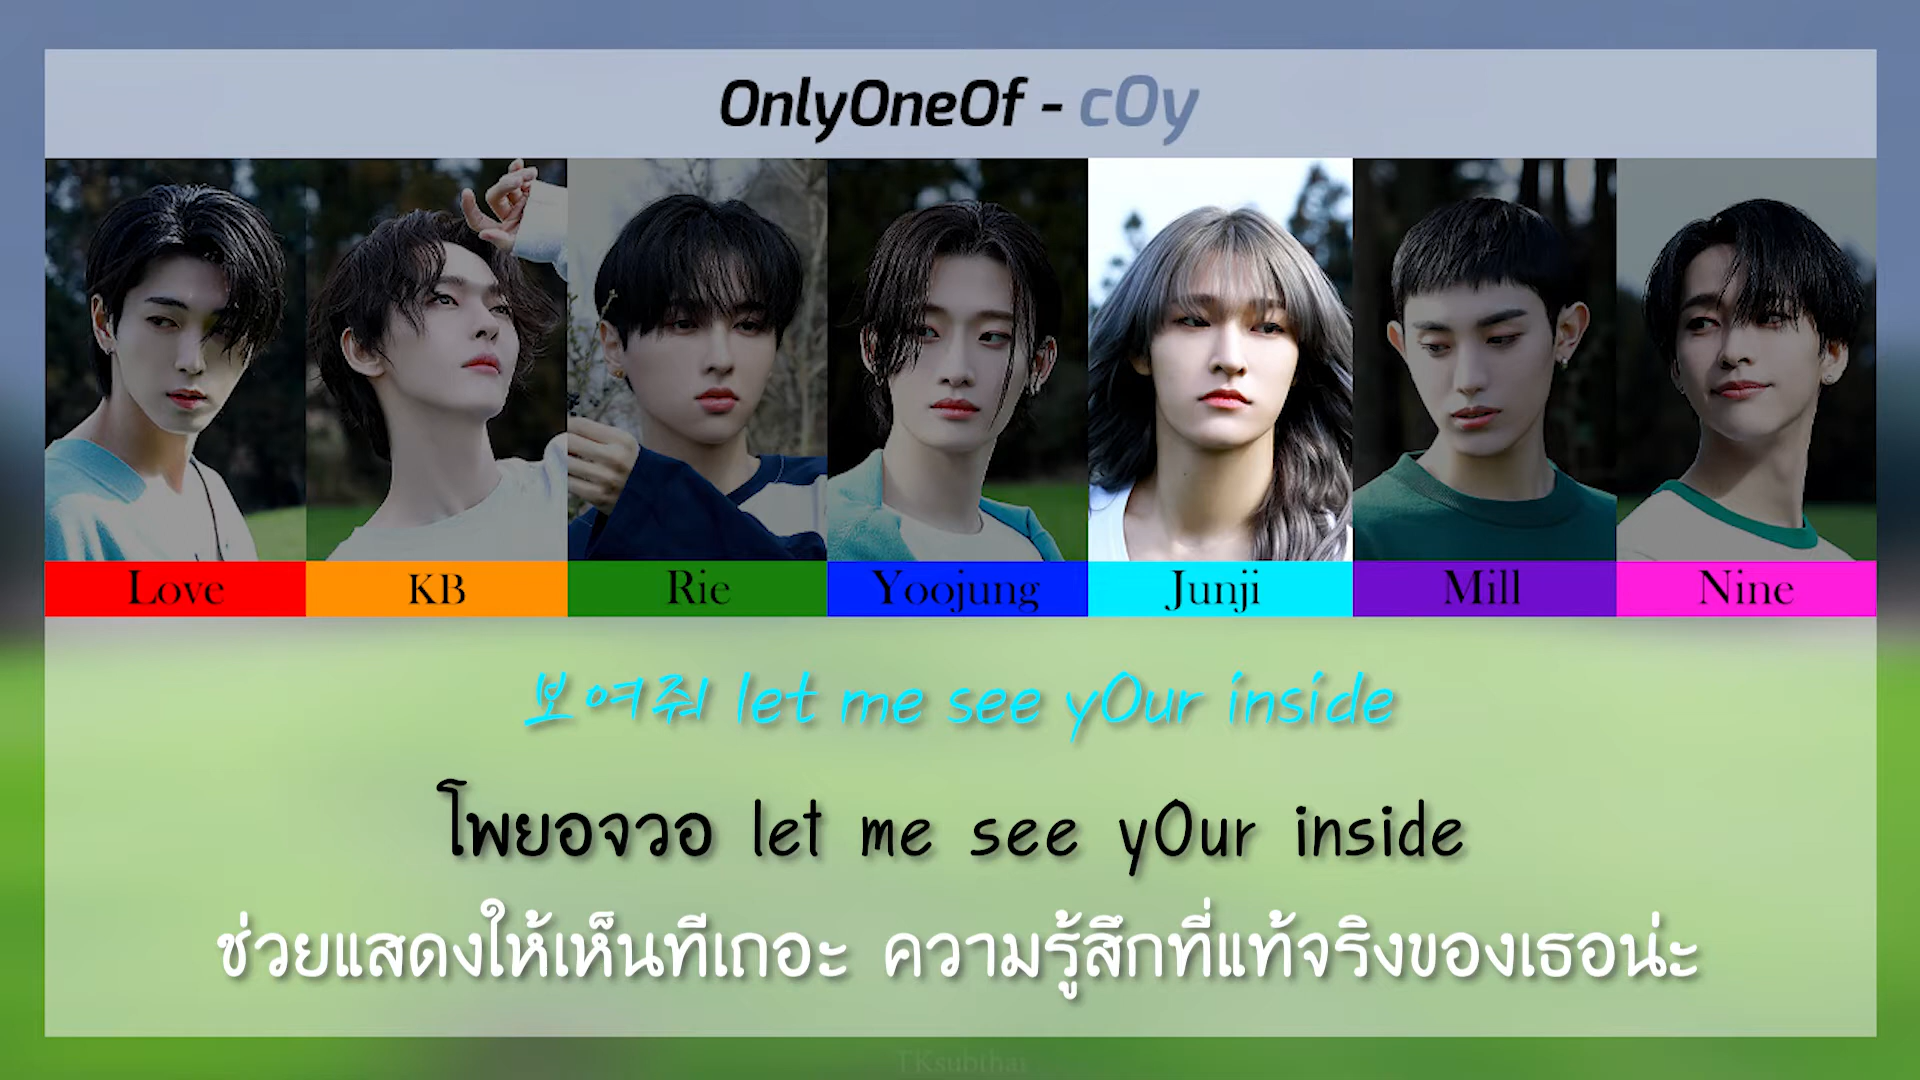 OnlyOneOf - cOy
Love KB Rie Yoojung Junji Mill Nine
보여줘 let me see yOur inside
โพยอจวอ let me see yOur inside
ช่วยแสดงให้เห็นทีเถอะ ความรู้สึกที่แท้จริงของเธอน่ะ
TKsubthai